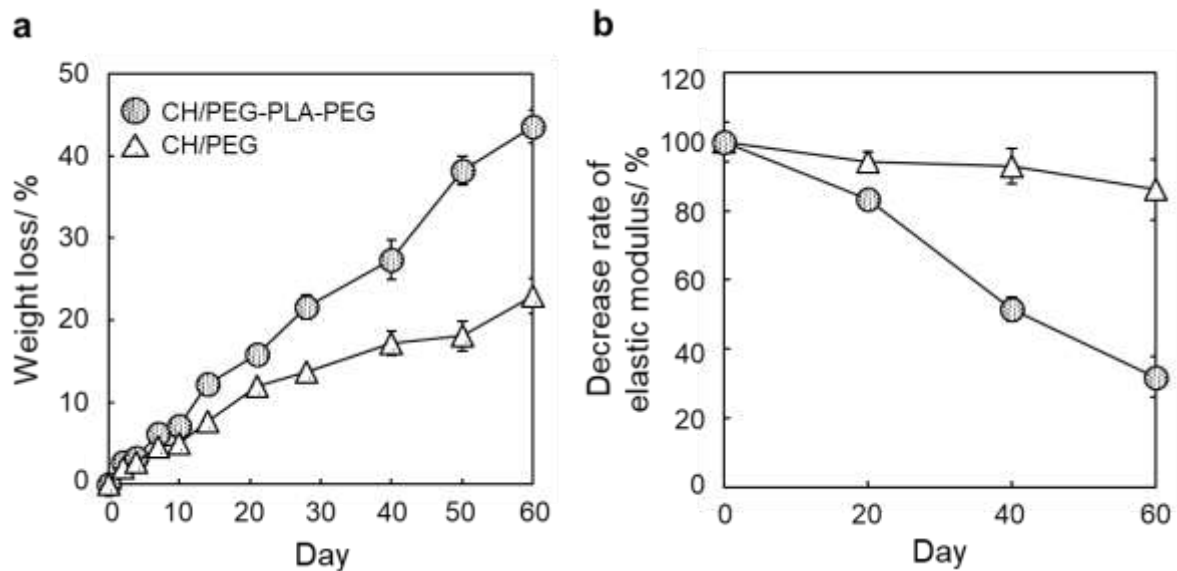 a
50
40
30
20
10
0
CH/PEG-PLA-PEG
CH/PEG
Weight loss/ %
0 10 20 30 40 50 60
Day
b
120
100
80
60
40
20
0
Decrease rate of
elastic modulus/ %
0 20 40 60
Day